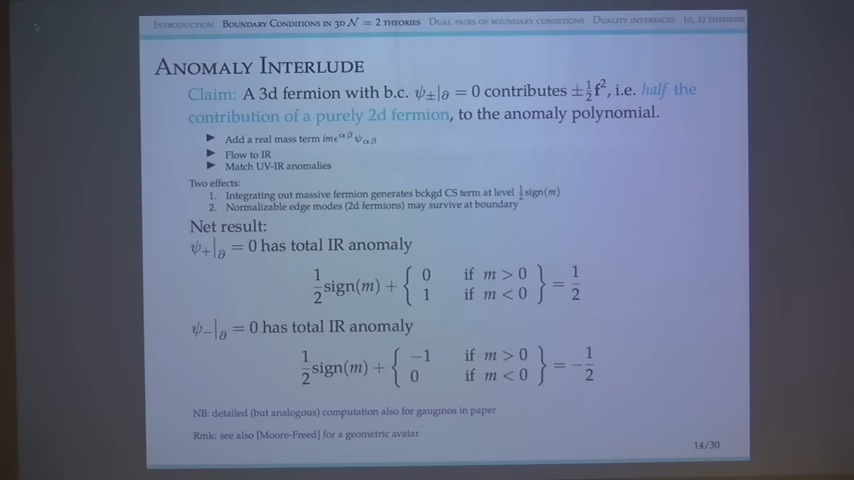 INTRODUCTION BOUNDARY CONDITIONS IN 3D N = 2 THEORIES DUAL PAIRS OF BOUNDARY CONDITIONS DUALITY INTERFACES (0, 2) THEORIES
ANOMALY INTERLUDE
Claim: A 3d fermion with b.c. ψ±|∂ = 0 contributes ±½f², i.e. half the
contribution of a purely 2d fermion, to the anomaly polynomial.
▶ Add a real mass term imϵ^{αβ}ψ_{αβ}
▶ Flow to IR
▶ Match UV-IR anomalies
Two effects:
1. Integrating out massive fermion generates bckgd CS term at level ½sign(m)
2. Normalizable edge modes (2d fermions) may survive at boundary
Net result:
ψ₊|∂ = 0 has total IR anomaly
½sign(m) + { 0 if m > 0
1 if m < 0 } = ½
ψ₋|∂ = 0 has total IR anomaly
½sign(m) + { −1 if m > 0
0 if m < 0 } = −½
NB: detailed (but analogous) computation also for gauginos in paper
Rmk: see also [Moore-Freed] for a geometric avatar
14/30